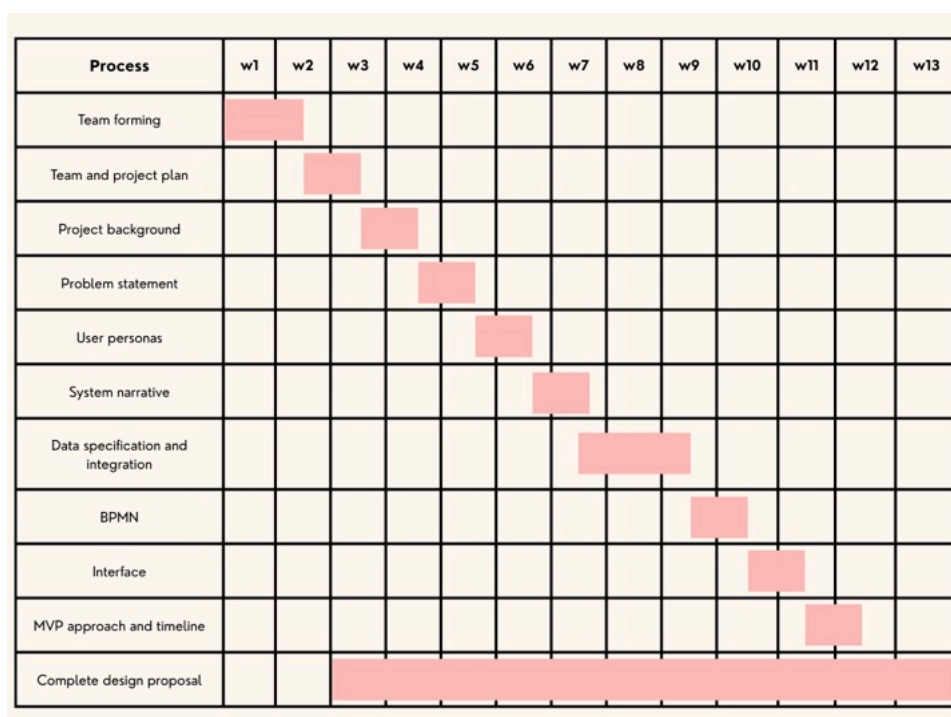 Process w1 w2 w3 w4 w5 w6 w7 w8 w9 w10 w11 w12 w13
Team forming
Team and project plan
Project background
Problem statement
User personas
System narrative
Data specification and
integration
BPMN
Interface
MVP approach and timeline
Complete design proposal